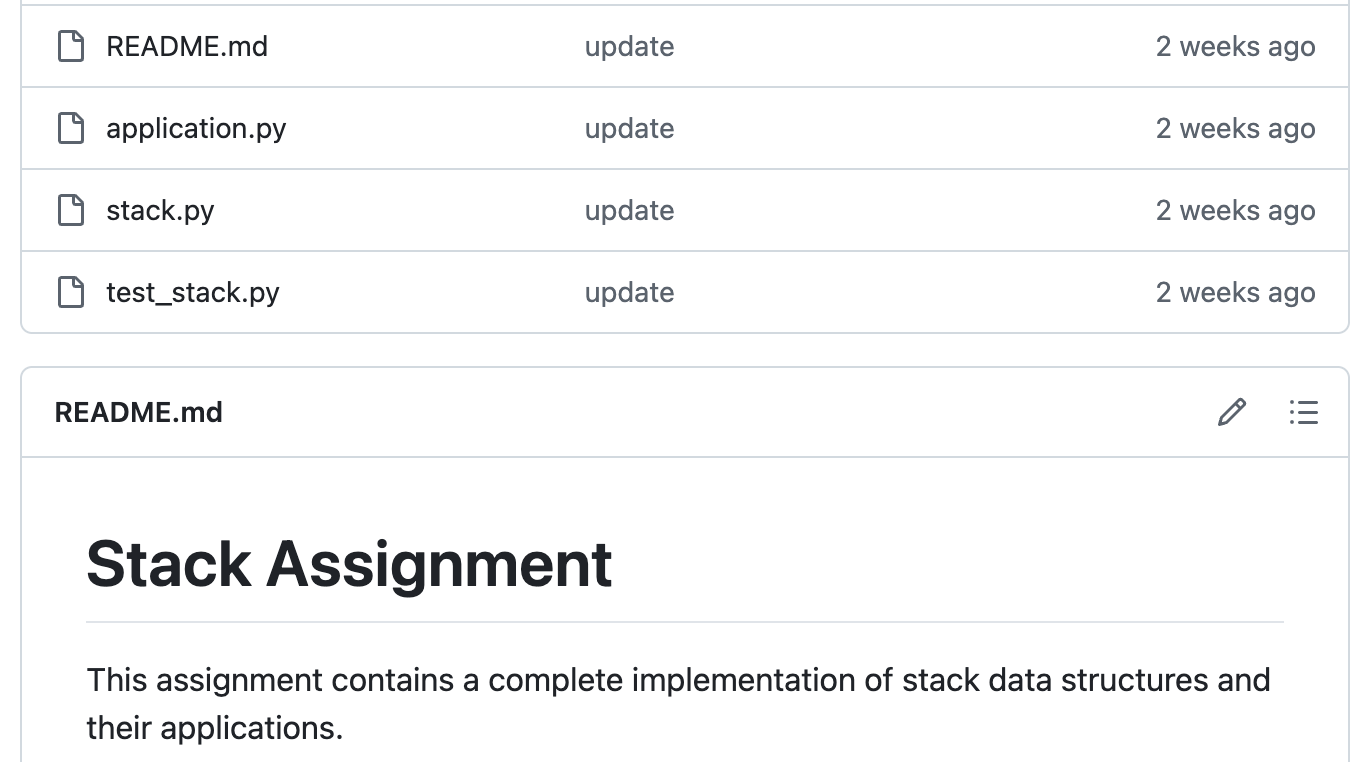 README.md update 2 weeks ago
application.py update 2 weeks ago
stack.py update 2 weeks ago
test_stack.py update 2 weeks ago
README.md
Stack Assignment
This assignment contains a complete implementation of stack data structures and
their applications.